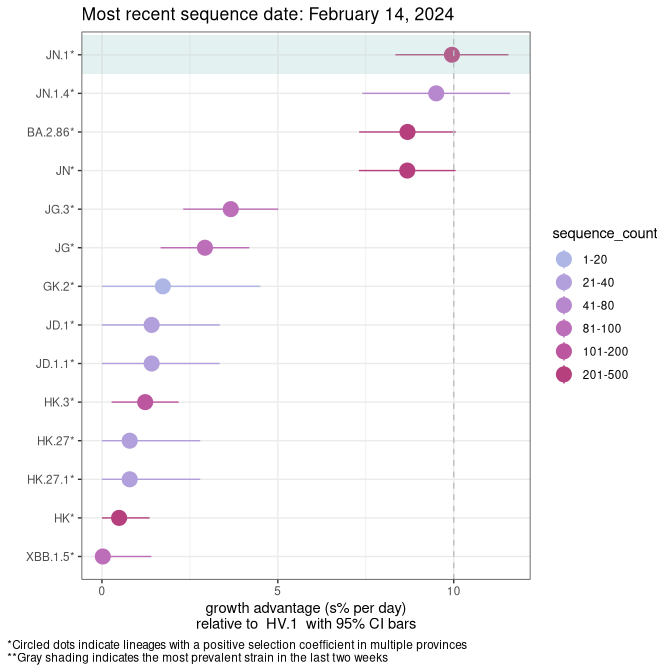 Most recent sequence date: February 14, 2024
JN.1*
JN.1.4*
BA.2.86*
JN*
JG.3*
JG*
GK.2*
JD.1*
JD.1.1*
HK.3*
HK.27*
HK.27.1*
HK*
XBB.1.5*
0 5 10
growth advantage (s% per day)
relative to HV.1 with 95% CI bars
sequence_count
1-20
21-40
41-80
81-100
101-200
201-500
*Circled dots indicate lineages with a positive selection coefficient in multiple provinces
**Gray shading indicates the most prevalent strain in the last two weeks